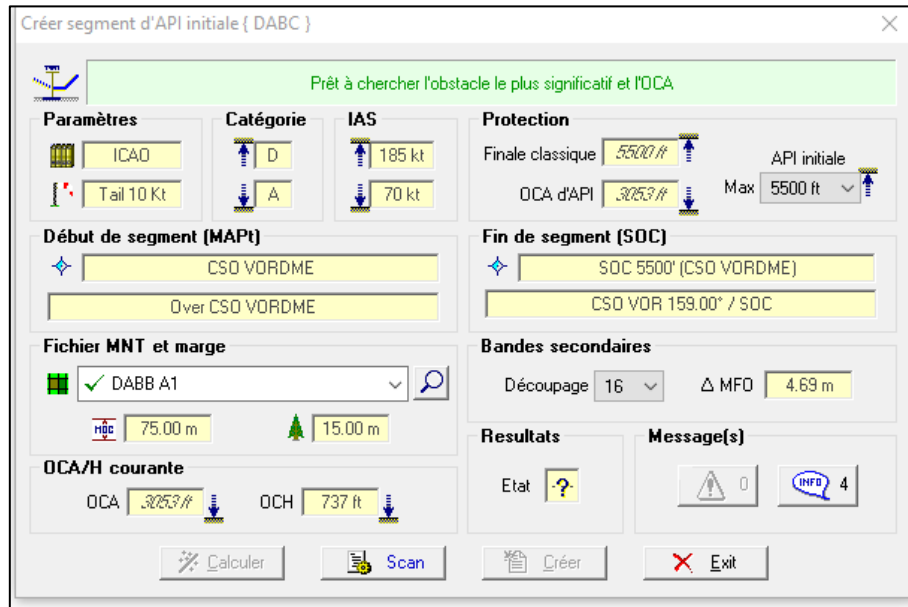 Créer segment d'API initiale { DABC }
Prêt à chercher l'obstacle le plus significatif et l'OCA
Paramètres
ICAO
Tail 10 Kt
Catégorie
D
A
IAS
185 kt
70 kt
Protection
Finale classique 5500 ft
OCA d'API 3053 ft
API initiale
Max 5500 ft
Début de segment (MAPt)
CSO VORDME
Over CSO VORDME
Fin de segment (SOC)
SOC 5500' (CSO VORDME)
CSO VOR 159.00° / SOC
Fichier MNT et marge
DABB A1
MOC 75.00 m 15.00 m
Bandes secondaires
Découpage 16 Δ MFO 4.69 m
OCA/H courante
OCA 3053 ft OCH 737 ft
Resultats
Etat -?-
Message(s)
0 INFO 4
Calculer Scan Créer Exit